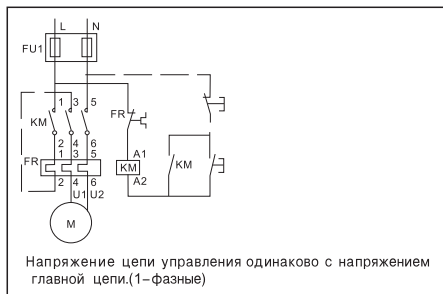 L N
FU1
1 3 5
KM
2 4 6
FR
1 3 5
FR
2 4 6
U1 U2
M
A1
KM
A2
KM
Напряжение цепи управления одинаково с напряжением
главной цепи.(1-фазные)